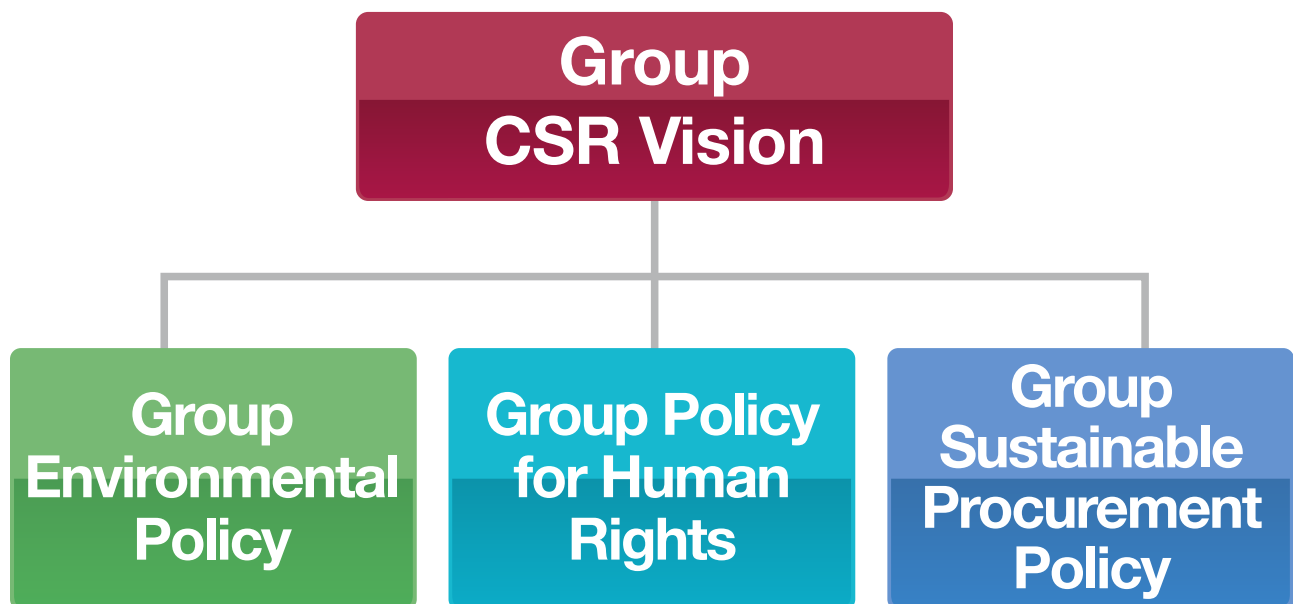 Group
CSR Vision
Group
Environmental
Policy
Group Policy
for Human
Rights
Group
Sustainable
Procurement
Policy